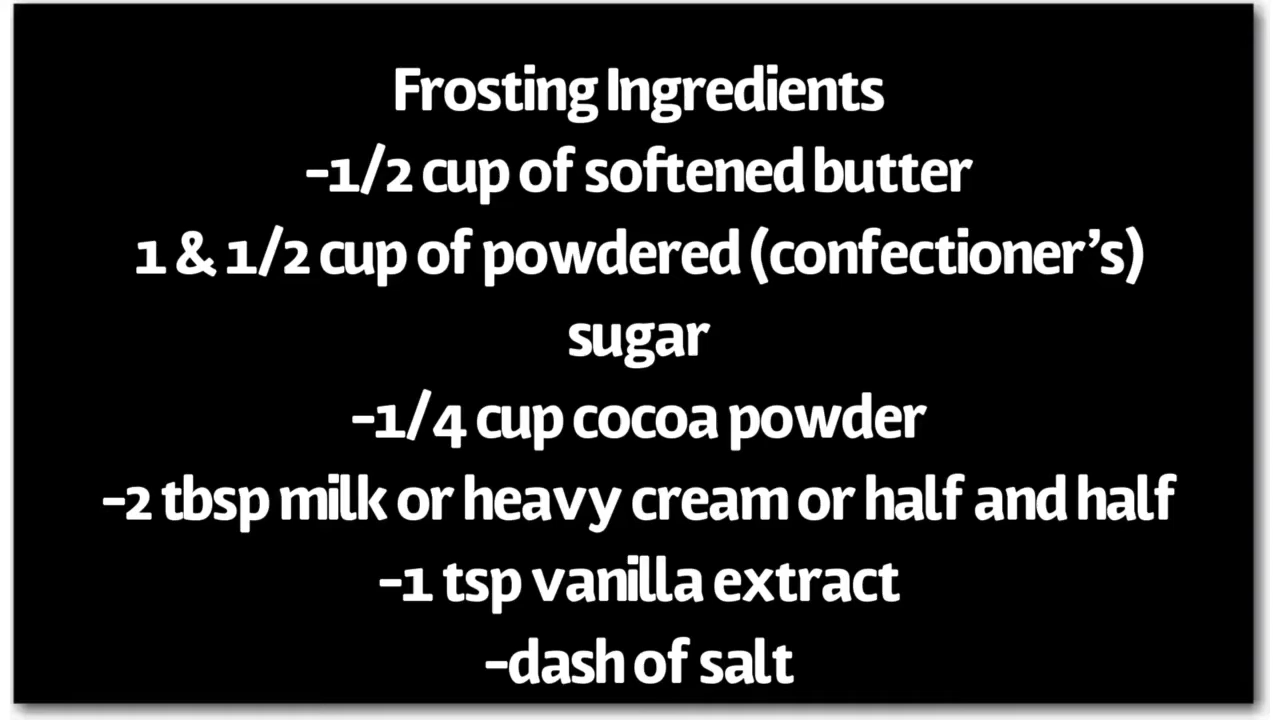 Frosting Ingredients
-1/2 cup of softened butter
1 & 1/2 cup of powdered (confectioner’s)
sugar
-1/4 cup cocoa powder
-2 tbsp milk or heavy cream or half and half
-1 tsp vanilla extract
-dash of salt